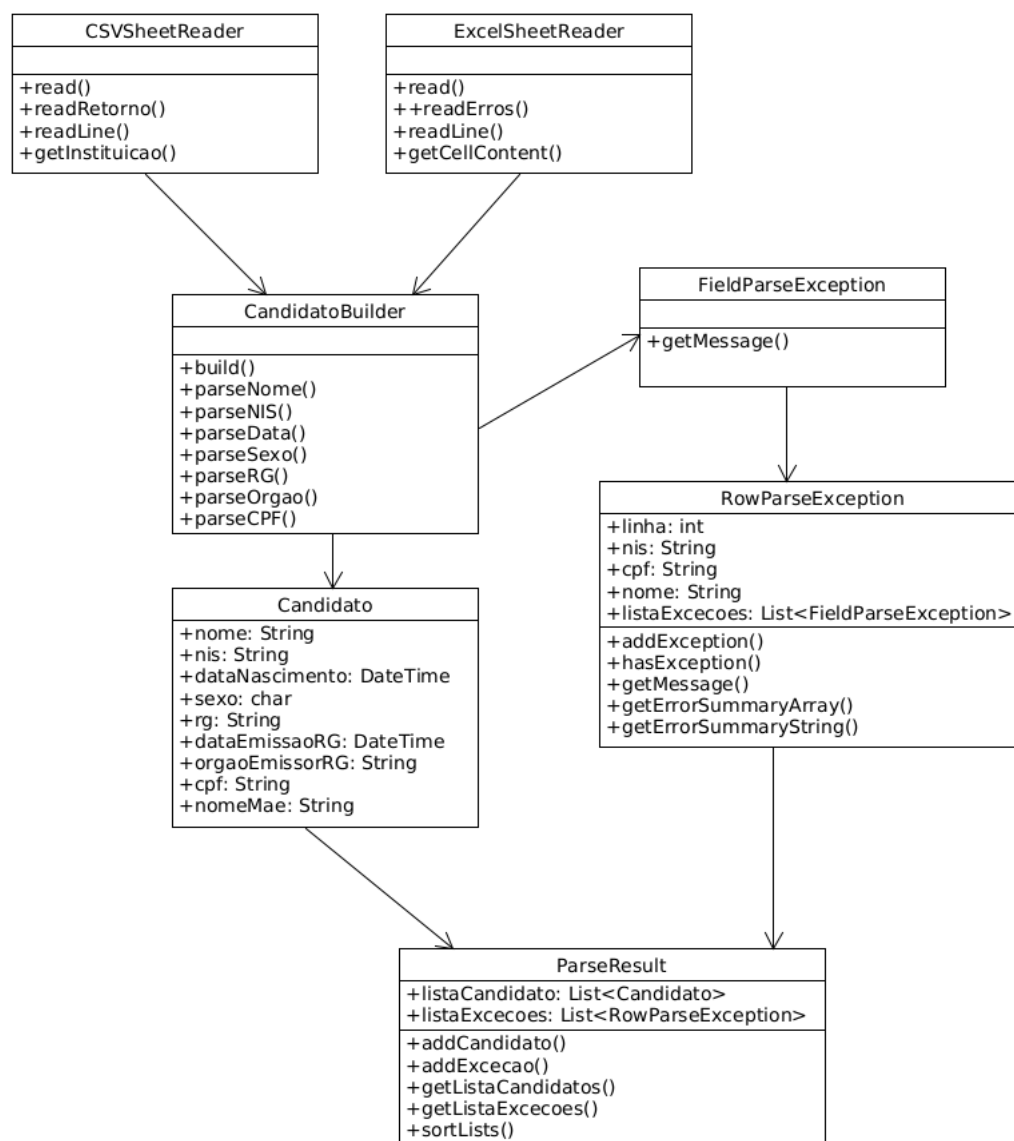 CSVSheetReader
+read()
+readRetorno()
+readLine()
+getInstituicao()
ExcelSheetReader
+read()
++readErros()
+readLine()
+getCellContent()
CandidatoBuilder
+build()
+parseNome()
+parseNIS()
+parseData()
+parseSexo()
+parseRG()
+parseOrgao()
+parseCPF()
FieldParseException
+getMessage()
RowParseException
+linha: int
+nis: String
+cpf: String
+nome: String
+listaExcecoes: List<FieldParseException>
+addException()
+hasException()
+getMessage()
+getErrorSummaryArray()
+getErrorSummaryString()
Candidato
+nome: String
+nis: String
+dataNascimento: DateTime
+sexo: char
+rg: String
+dataEmissaoRG: DateTime
+orgaoEmissorRG: String
+cpf: String
+nomeMae: String
ParseResult
+listaCandidato: List<Candidato>
+listaExcecoes: List<RowParseException>
+addCandidato()
+addExcecao()
+getListaCandidatos()
+getListaExcecoes()
+sortLists()